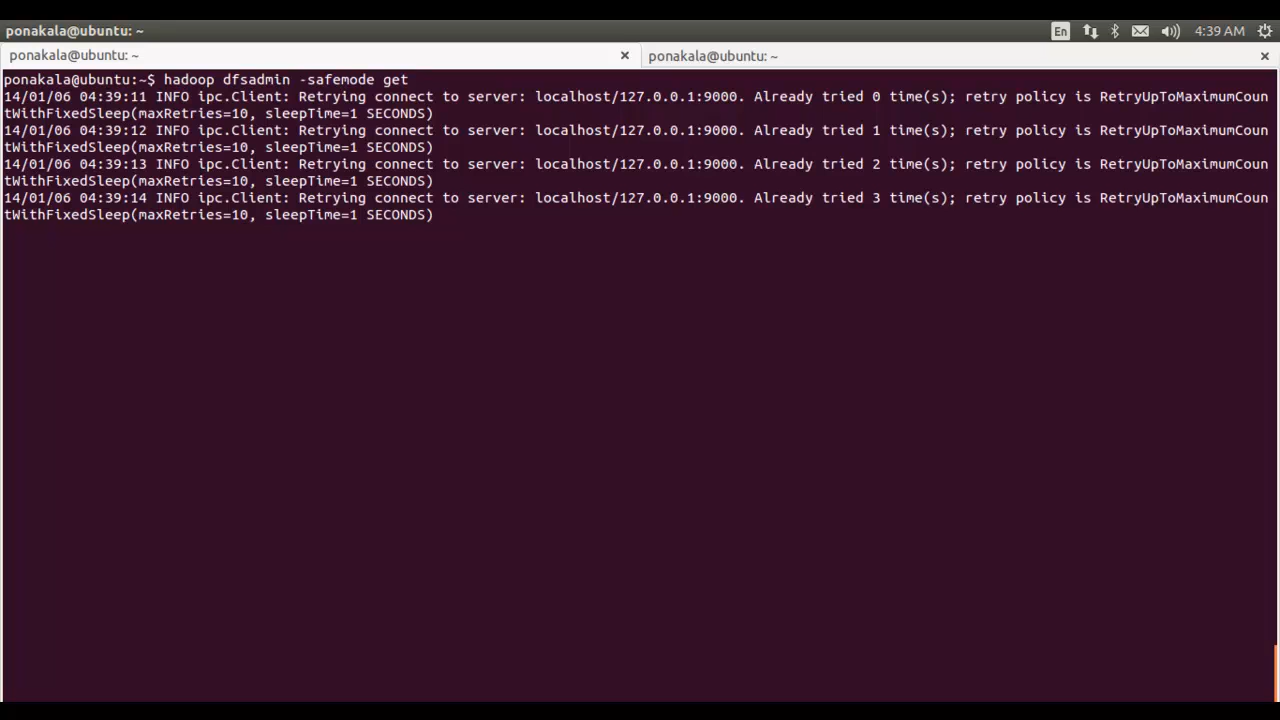 ponakala@ubuntu: ~
En
4:39 AM
ponakala@ubuntu: ~
ponakala@ubuntu: ~
ponakala@ubuntu:~$ hadoop dfsadmin -safemode get
14/01/06 04:39:11 INFO ipc.Client: Retrying connect to server: localhost/127.0.0.1:9000. Already tried 0 time(s); retry policy is RetryUpToMaximumCoun
tWithFixedSleep(maxRetries=10, sleepTime=1 SECONDS)
14/01/06 04:39:12 INFO ipc.Client: Retrying connect to server: localhost/127.0.0.1:9000. Already tried 1 time(s); retry policy is RetryUpToMaximumCoun
tWithFixedSleep(maxRetries=10, sleepTime=1 SECONDS)
14/01/06 04:39:13 INFO ipc.Client: Retrying connect to server: localhost/127.0.0.1:9000. Already tried 2 time(s); retry policy is RetryUpToMaximumCoun
tWithFixedSleep(maxRetries=10, sleepTime=1 SECONDS)
14/01/06 04:39:14 INFO ipc.Client: Retrying connect to server: localhost/127.0.0.1:9000. Already tried 3 time(s); retry policy is RetryUpToMaximumCoun
tWithFixedSleep(maxRetries=10, sleepTime=1 SECONDS)